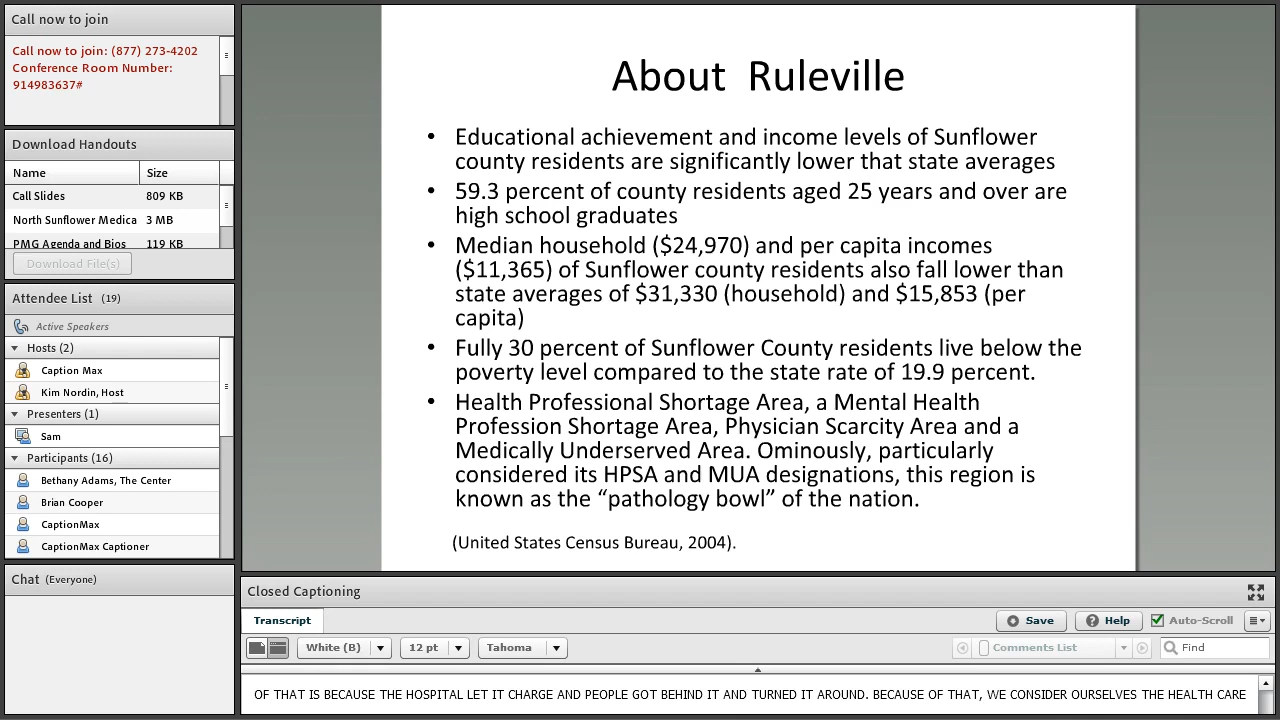 Call now to join
Call now to join: (877) 273-4202
Conference Room Number:
914983637#
Download Handouts
Name Size
Call Slides 809 KB
North Sunflower Medica 3 MB
PMG Agenda and Bios 119 KB
Download File(s)
Attendee List (19)
Active Speakers
Hosts (2)
Caption Max
Kim Nordin, Host
Presenters (1)
Sam
Participants (16)
Bethany Adams, The Center
Brian Cooper
CaptionMax
CaptionMax Captioner
Chat (Everyone)
About Ruleville
• Educational achievement and income levels of Sunflower
county residents are significantly lower that state averages
• 59.3 percent of county residents aged 25 years and over are
high school graduates
• Median household ($24,970) and per capita incomes
($11,365) of Sunflower county residents also fall lower than
state averages of $31,330 (household) and $15,853 (per
capita)
• Fully 30 percent of Sunflower County residents live below the
poverty level compared to the state rate of 19.9 percent.
• Health Professional Shortage Area, a Mental Health
Profession Shortage Area, Physician Scarcity Area and a
Medically Underserved Area. Ominously, particularly
considered its HPSA and MUA designations, this region is
known as the “pathology bowl” of the nation.
(United States Census Bureau, 2004).
Closed Captioning
Transcript Save Help Auto-Scroll
White (B) 12 pt Tahoma Comments List Find
OF THAT IS BECAUSE THE HOSPITAL LET IT CHARGE AND PEOPLE GOT BEHIND IT AND TURNED IT AROUND. BECAUSE OF THAT, WE CONSIDER OURSELVES THE HEALTH CARE